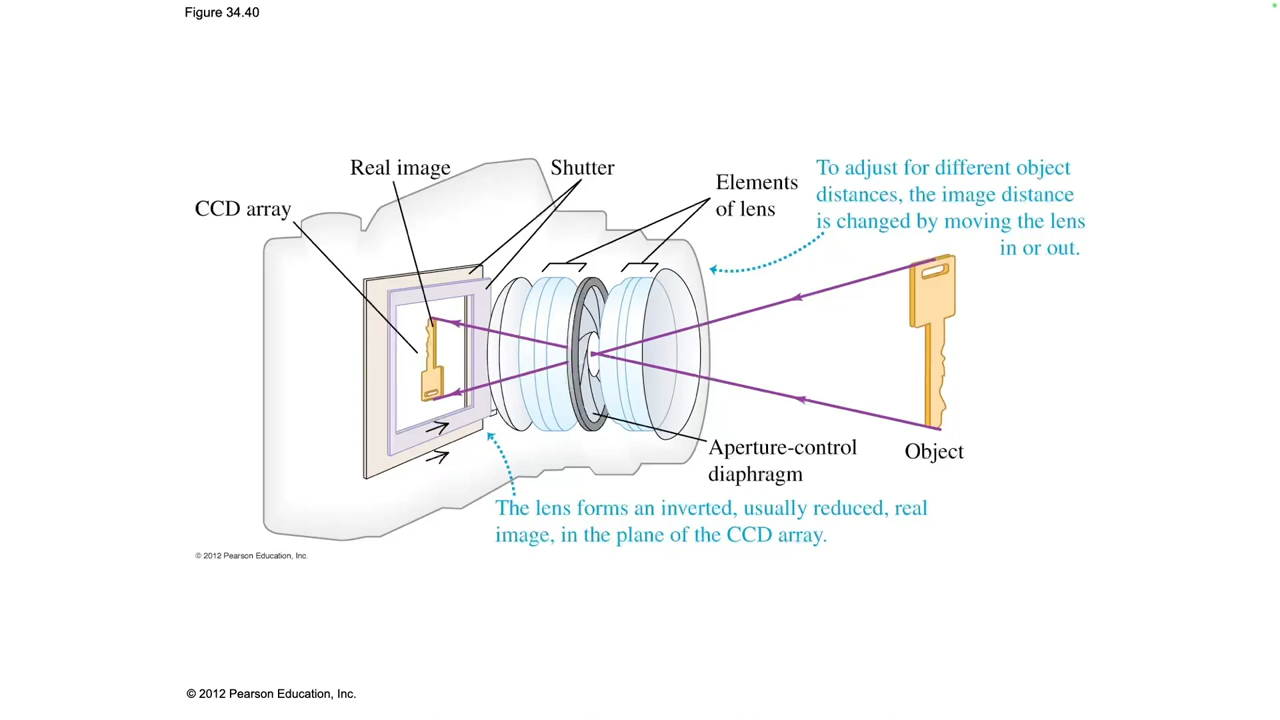 Figure 34.40
Real image
Shutter
CCD array
Elements
of lens
To adjust for different object
distances, the image distance
is changed by moving the lens
in or out.
Aperture-control
diaphragm
Object
The lens forms an inverted, usually reduced, real
image, in the plane of the CCD array.
© 2012 Pearson Education, Inc.
© 2012 Pearson Education, Inc.